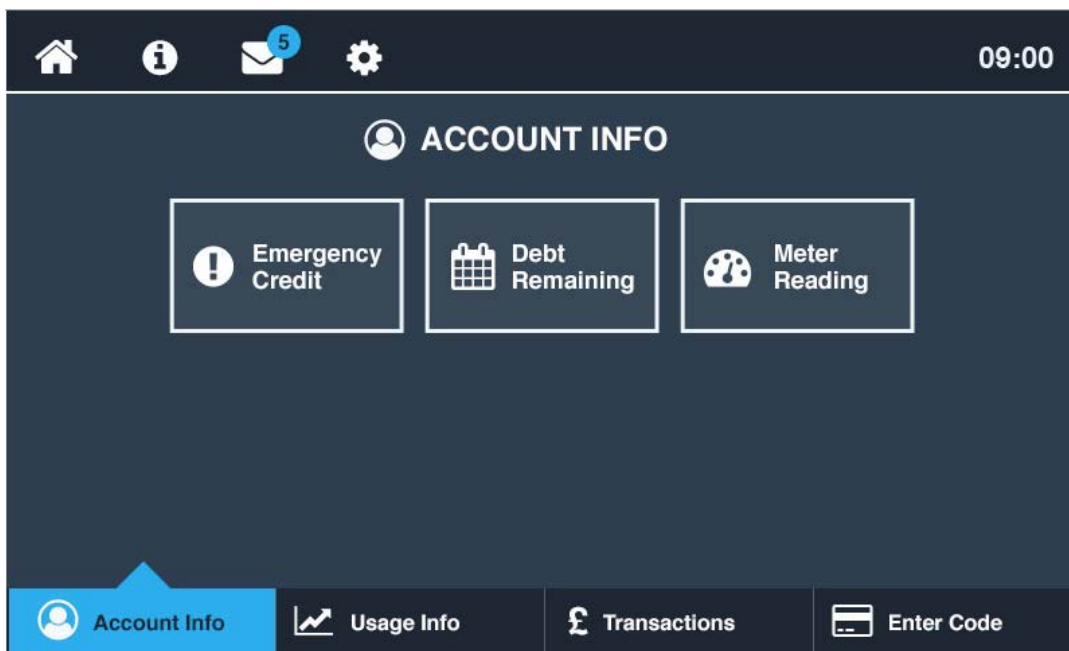 5
09:00
ACCOUNT INFO
Emergency
Credit
Debt
Remaining
Meter
Reading
Account Info
Usage Info
£ Transactions
Enter Code